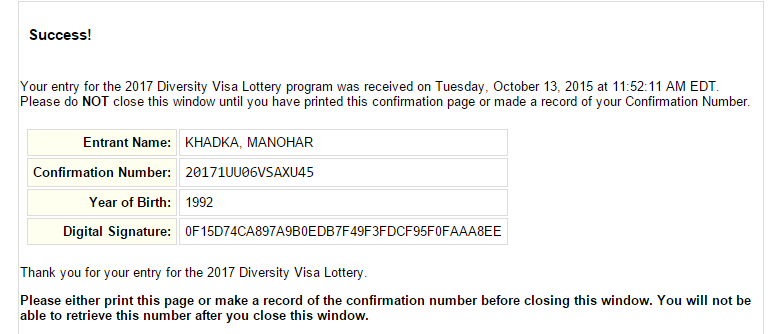 Success!
Your entry for the 2017 Diversity Visa Lottery program was received on Tuesday, October 13, 2015 at 11:52:11 AM EDT.
Please do NOT close this window until you have printed this confirmation page or made a record of your Confirmation Number.
Entrant Name: KHADKA, MANOHAR
Confirmation Number: 20171UU06VSAXU45
Year of Birth: 1992
Digital Signature: 0F15D74CA897A9B0EDB7F49F3FDCF95F0FAAA8EE
Thank you for your entry for the 2017 Diversity Visa Lottery.
Please either print this page or make a record of the confirmation number before closing this window. You will not be
able to retrieve this number after you close this window.